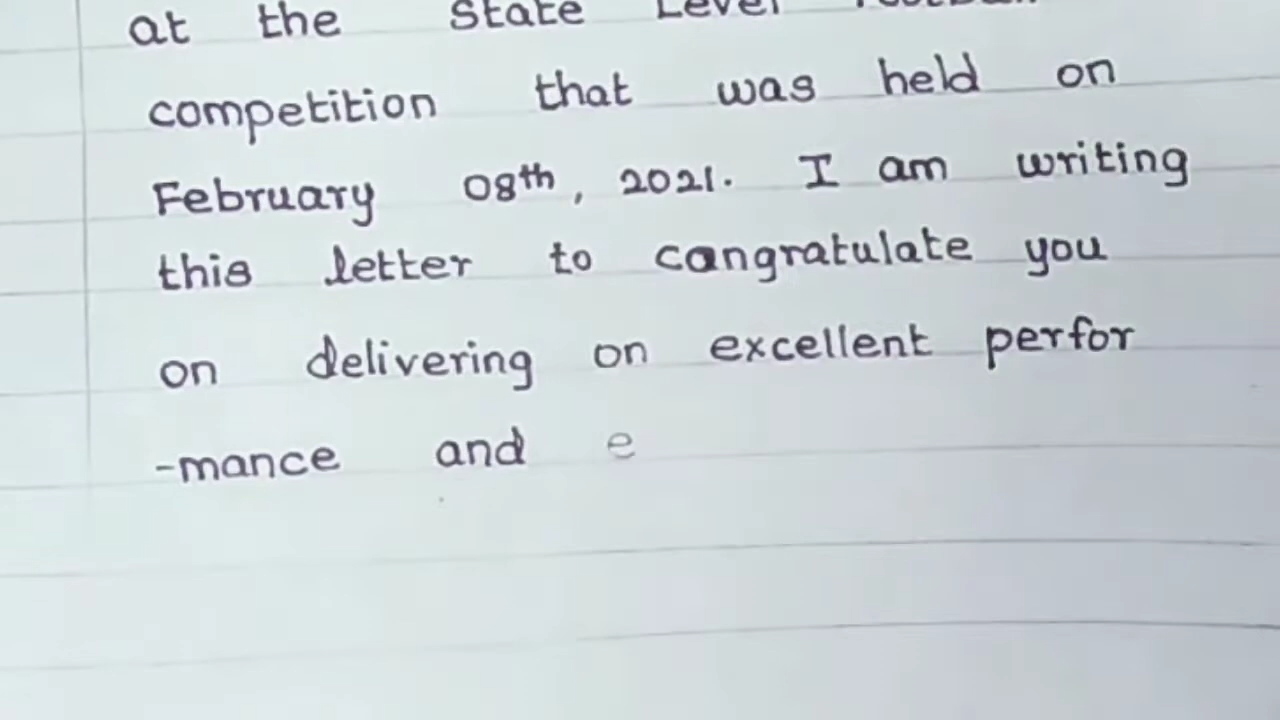 at the State Level
competition that was held on
February 08th, 2021. I am writing
this letter to cangratulate you
on delivering on excellent perfor
-mance and e